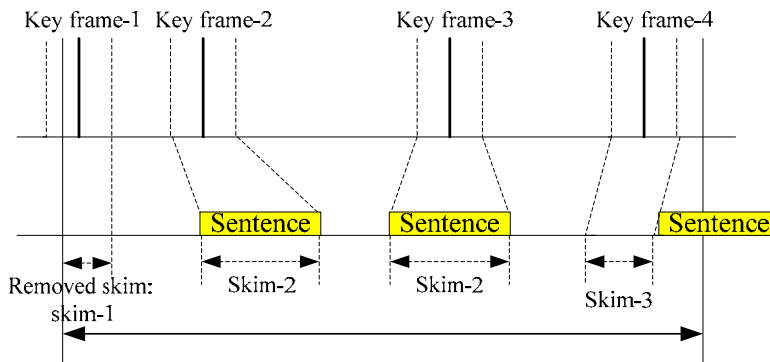 Key frame-1 Key frame-2 Key frame-3 Key frame-4
Sentence Sentence Sentence
Removed skim: Skim-2 Skim-2 Skim-3
skim-1